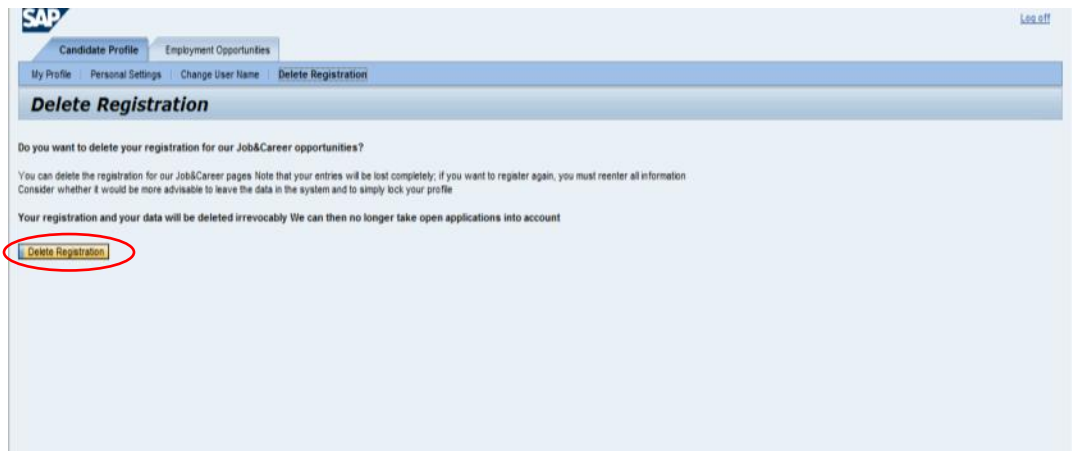 SAP
Log off
Candidate Profile Employment Opportunities
My Profile Personal Settings Change User Name Delete Registration
Delete Registration
Do you want to delete your registration for our Job&Career opportunities?
You can delete the registration for our Job&Career pages Note that your entries will be lost completely; if you want to register again, you must reenter all information
Consider whether it would be more advisable to leave the data in the system and to simply lock your profile
Your registration and your data will be deleted irrevocably We can then no longer take open applications into account
Delete Registration